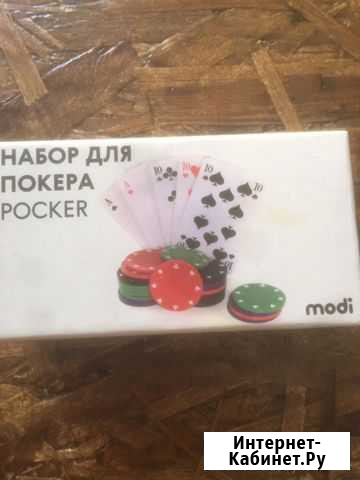 НАБОР ДЛЯ
ПОКЕРА
POCKER
modi
Интернет-
Кабинет.Ру